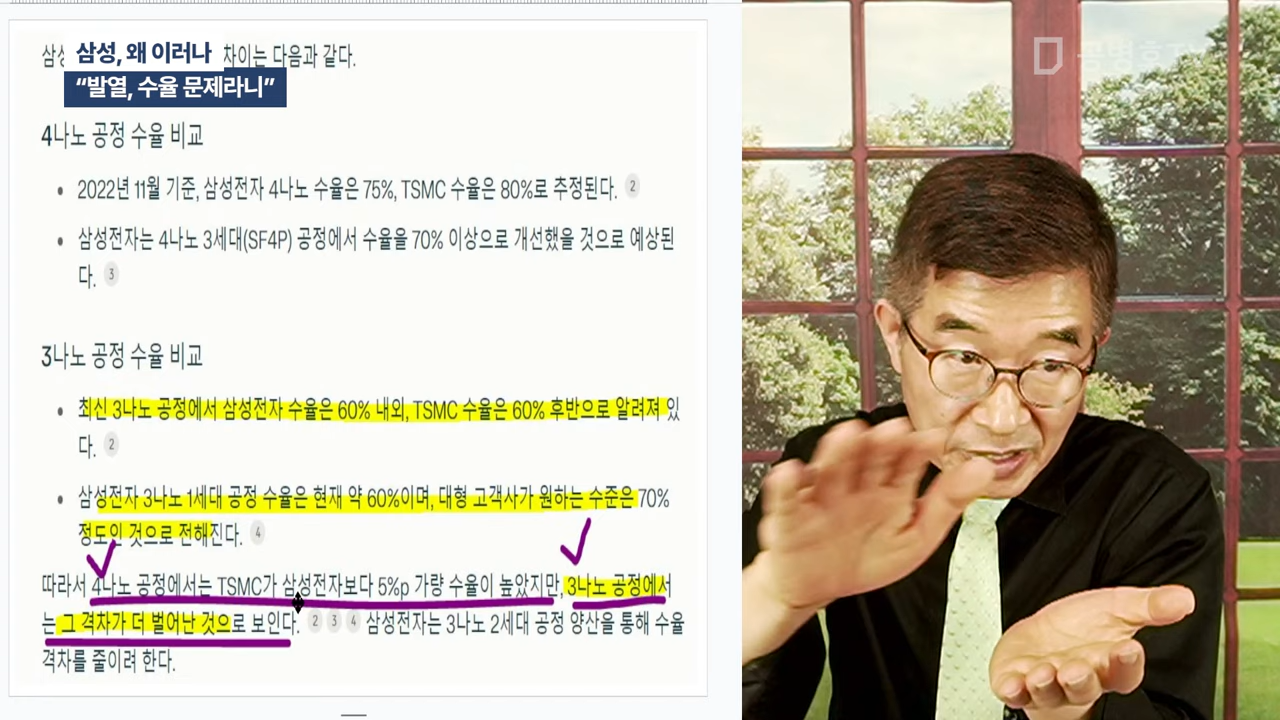 삼성, 왜 이러나
“발열, 수율 문제라니”
차이는 다음과 같다.
4나노 공정 수율 비교
• 2022년 11월 기준, 삼성전자 4나노 수율은 75%, TSMC 수율은 80%로 추정된다. 2
• 삼성전자는 4나노 3세대(SF4P) 공정에서 수율을 70% 이상으로 개선했을 것으로 예상된
다. 3
3나노 공정 수율 비교
• 최신 3나노 공정에서 삼성전자 수율은 60% 내외, TSMC 수율은 60% 후반으로 알려져 있
다. 2
• 삼성전자 3나노 1세대 공정 수율은 현재 약 60%이며, 대형 고객사가 원하는 수준은 70%
정도인 것으로 전해진다. 4
따라서 4나노 공정에서는 TSMC가 삼성전자보다 5%p 가량 수율이 높았지만, 3나노 공정에서
는 그 격차가 더 벌어난 것으로 보인다. 2 3 4 삼성전자는 3나노 2세대 공정 양산을 통해 수율
격차를 줄이려 한다.
공병호TV